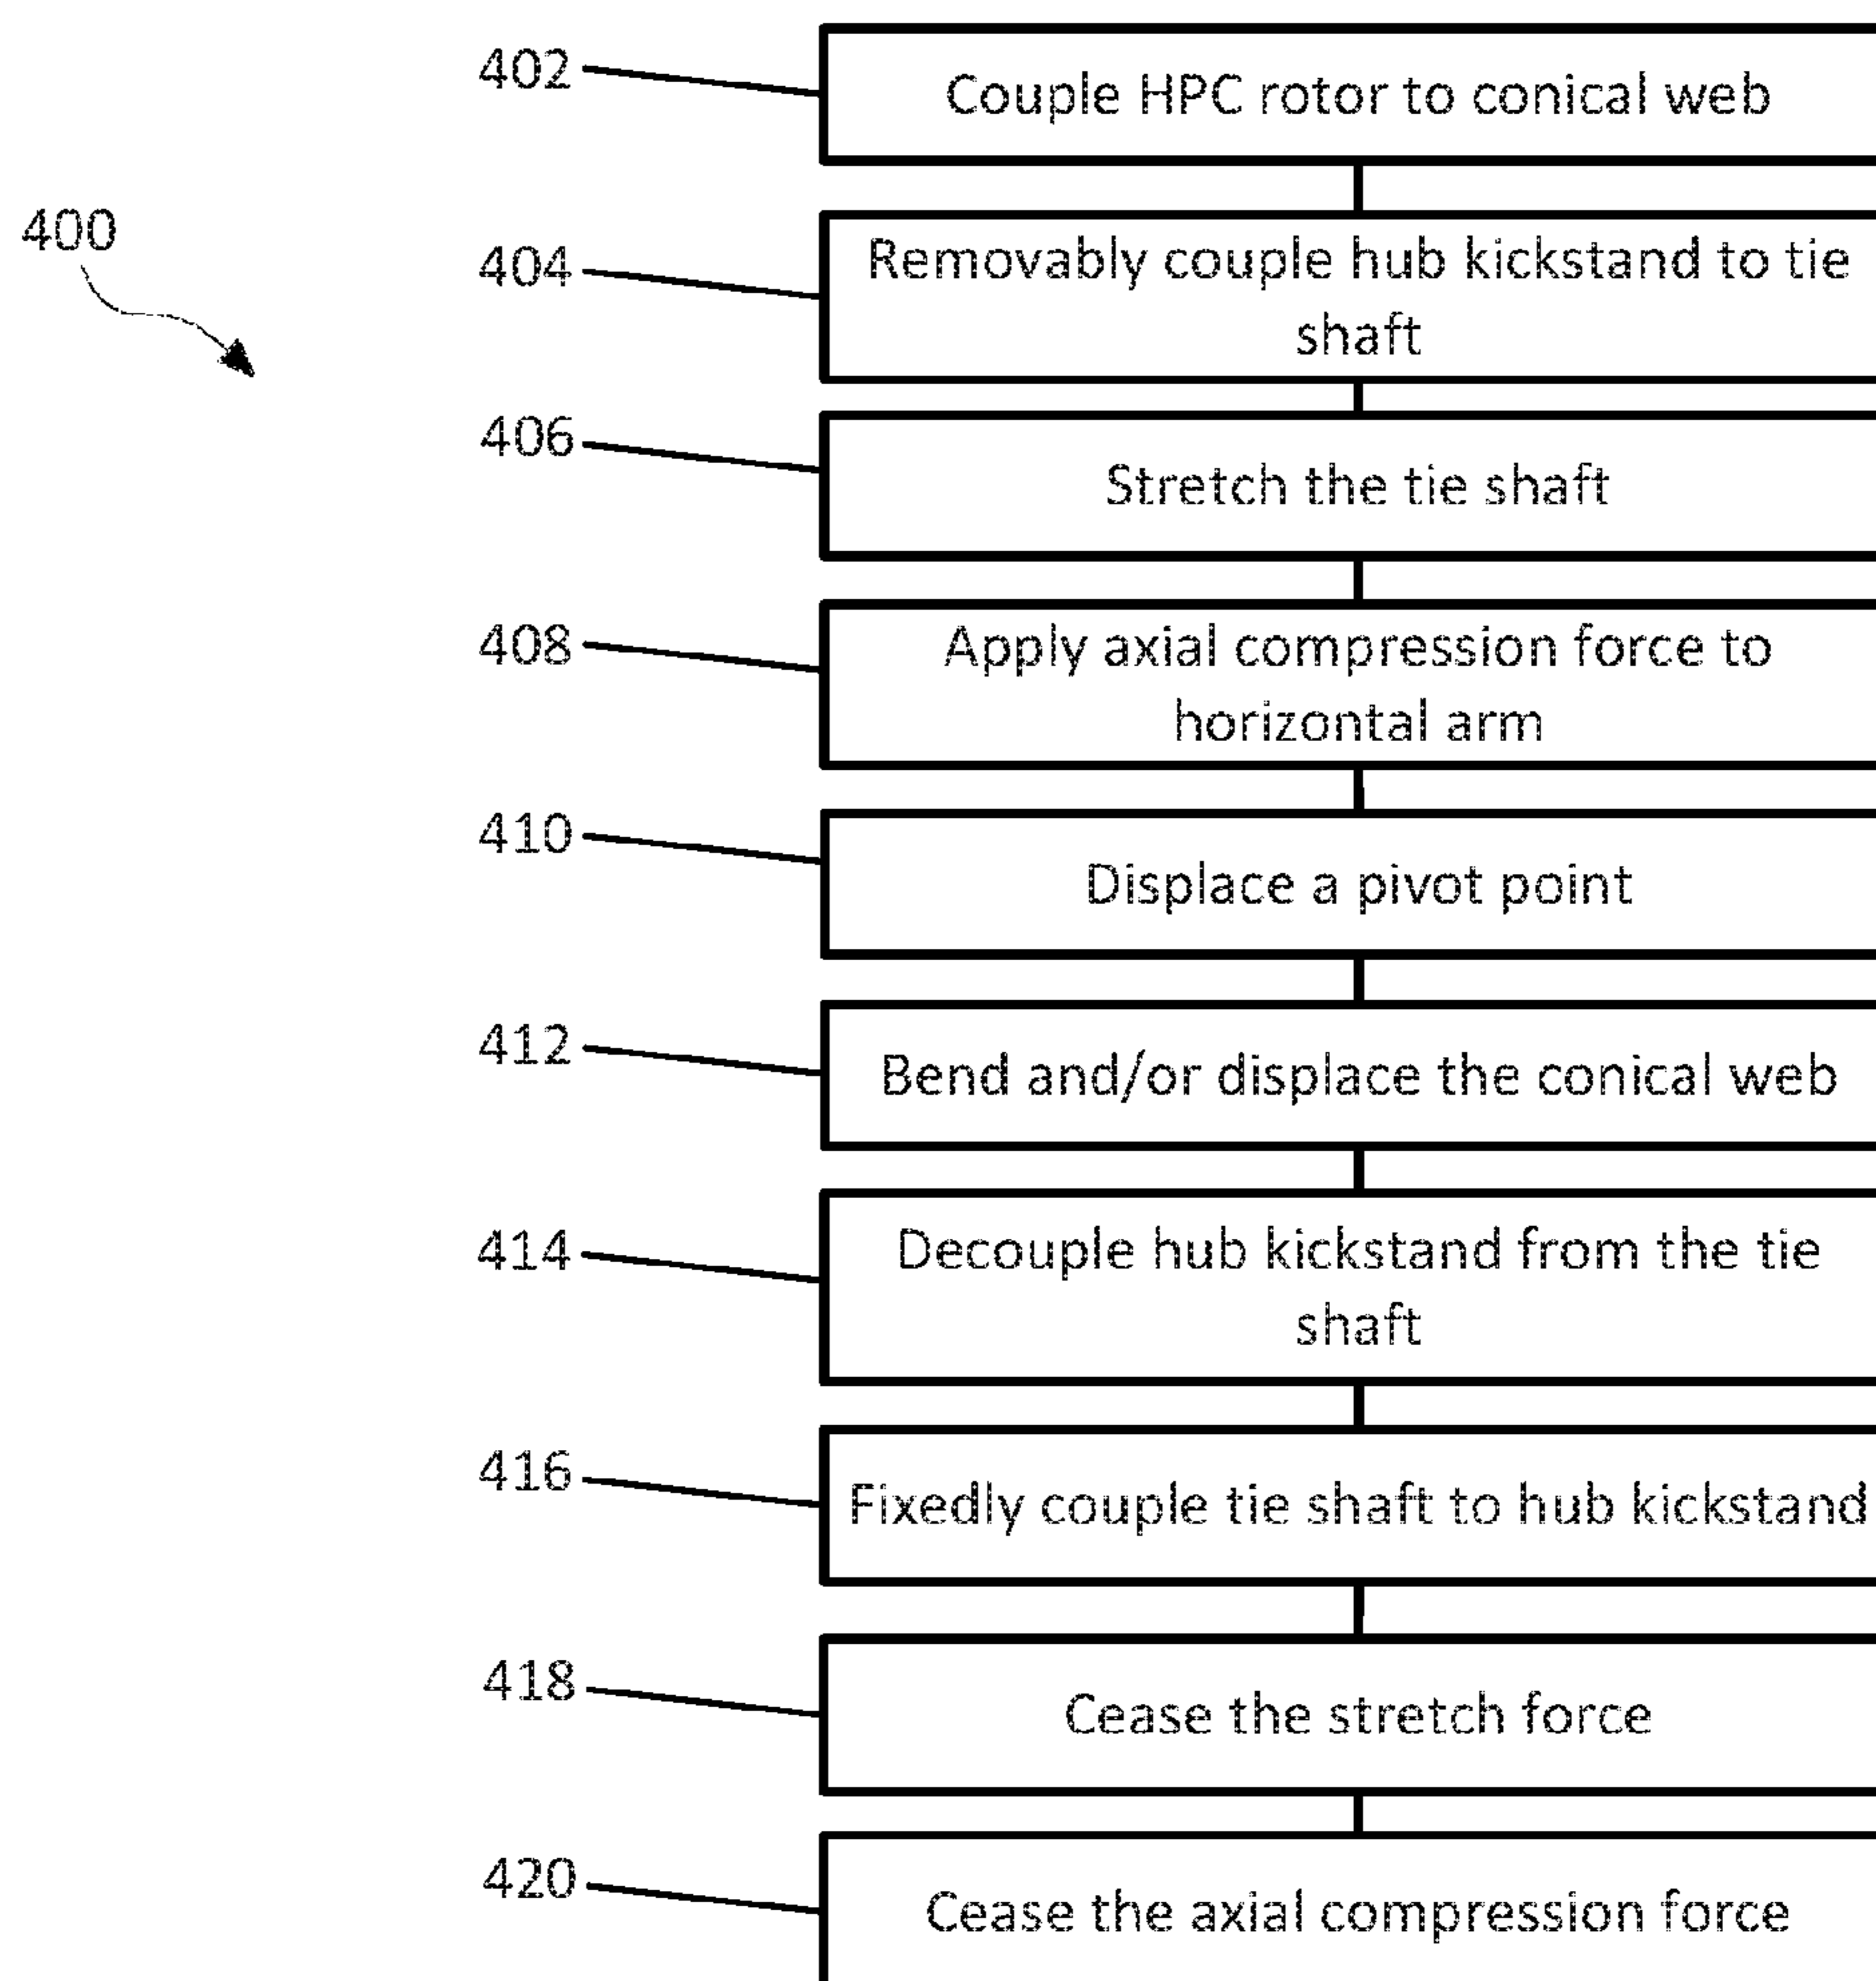 402
Couple HPC rotor to conical web
400
404
Removably couple hub kickstand to tie
shaft
406
Stretch the tie shaft
408
Apply axial compression force to
horizontal arm
410
Displace a pivot point
412
Bend and/or displace the conical web
414
Decouple hub kickstand from the tie
shaft
416
Fixedly couple tie shaft to hub kickstand
418
Cease the stretch force
420
Cease the axial compression force